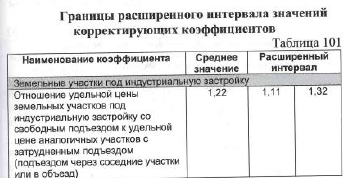 Границы расширенного интервала значений
корректирующих коэффициентов
Таблица 101
Наименование коэффициента Среднее значение Расширенный интервал
Земельные участки под индустриальную застройку
Отношение удельной цены 1,22 1,11 1,32
земельных участков под
индустриальную застройку со
свободным подъездом к удельной
цене аналогичных участков с
затрудненным подъездом
(подъездом через соседние участки
или в объезд)